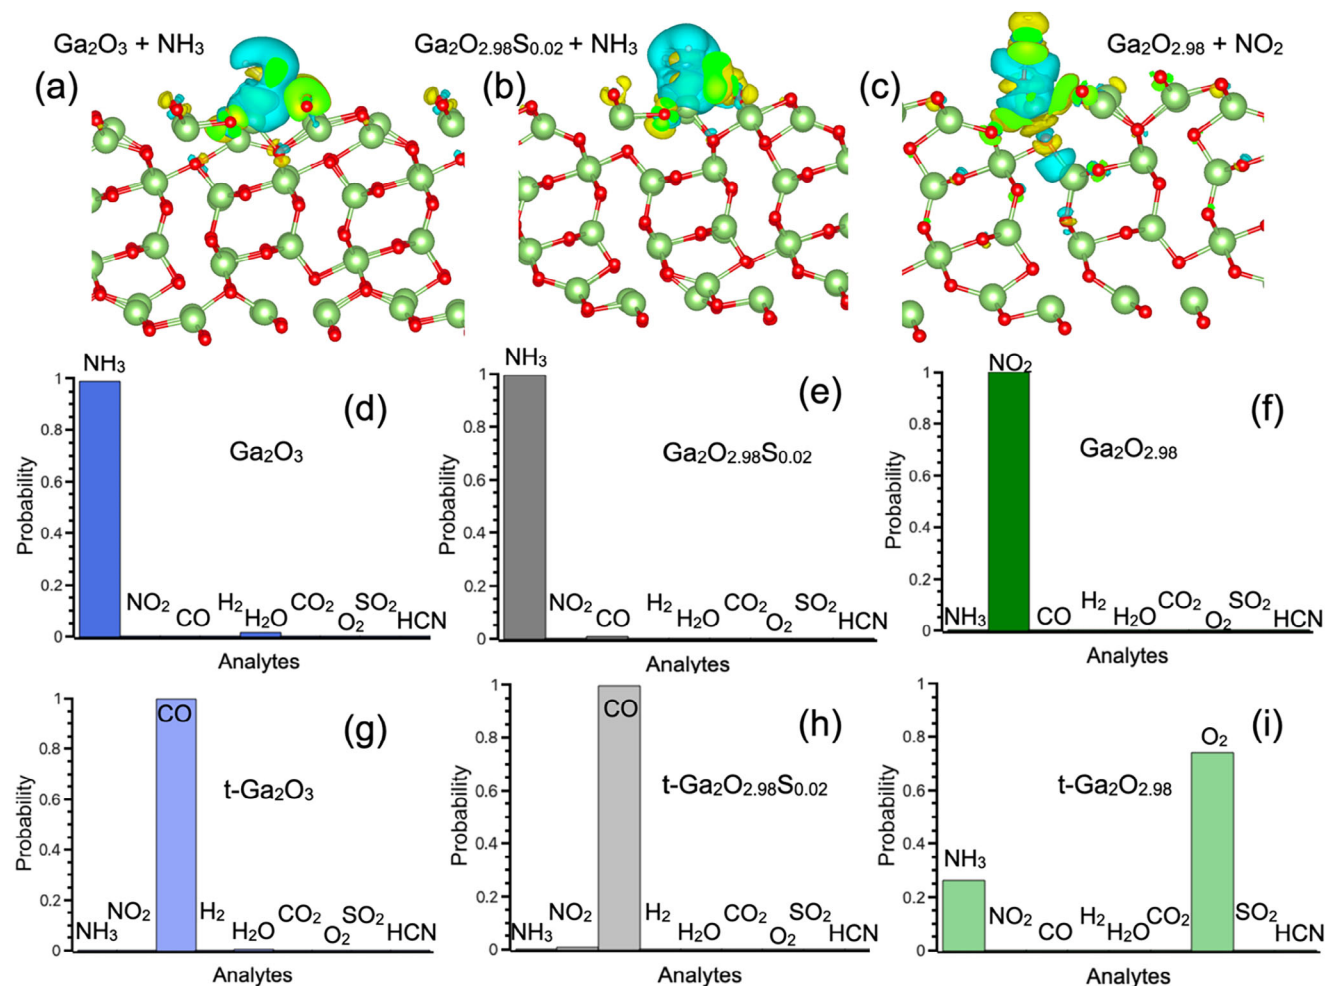 Ga₂O₃ + NH₃
Ga₂O₂.₉₈S₀.₀₂ + NH₃
Ga₂O₂.₉₈ + NO₂
(a)
(b)
(c)
NH₃
1
0.8
0.6
0.4
0.2
0
Probability
(d)
Ga₂O₃
NO₂
CO
H₂
H₂O
CO₂
O₂
SO₂
HCN
Analytes
NH₃
1
0.8
0.6
0.4
0.2
0
Probability
(e)
Ga₂O₂.₉₈S₀.₀₂
NO₂
CO
H₂
H₂O
CO₂
O₂
SO₂
HCN
Analytes
NO₂
1
0.8
0.6
0.4
0.2
0
Probability
(f)
Ga₂O₂.₉₈
NH₃
CO
H₂
H₂O
CO₂
O₂
SO₂
HCN
Analytes
CO
1
0.8
0.6
0.4
0.2
0
Probability
(g)
t-Ga₂O₃
NH₃
NO₂
H₂
H₂O
CO₂
O₂
SO₂
HCN
Analytes
CO
1
0.8
0.6
0.4
0.2
0
Probability
(h)
t-Ga₂O₂.₉₈S₀.₀₂
NH₃
NO₂
H₂
H₂O
CO₂
O₂
SO₂
HCN
Analytes
O₂
1
0.8
0.6
0.4
0.2
0
Probability
(i)
t-Ga₂O₂.₉₈
NH₃
NO₂
CO
H₂
H₂O
CO₂
SO₂
HCN
Analytes